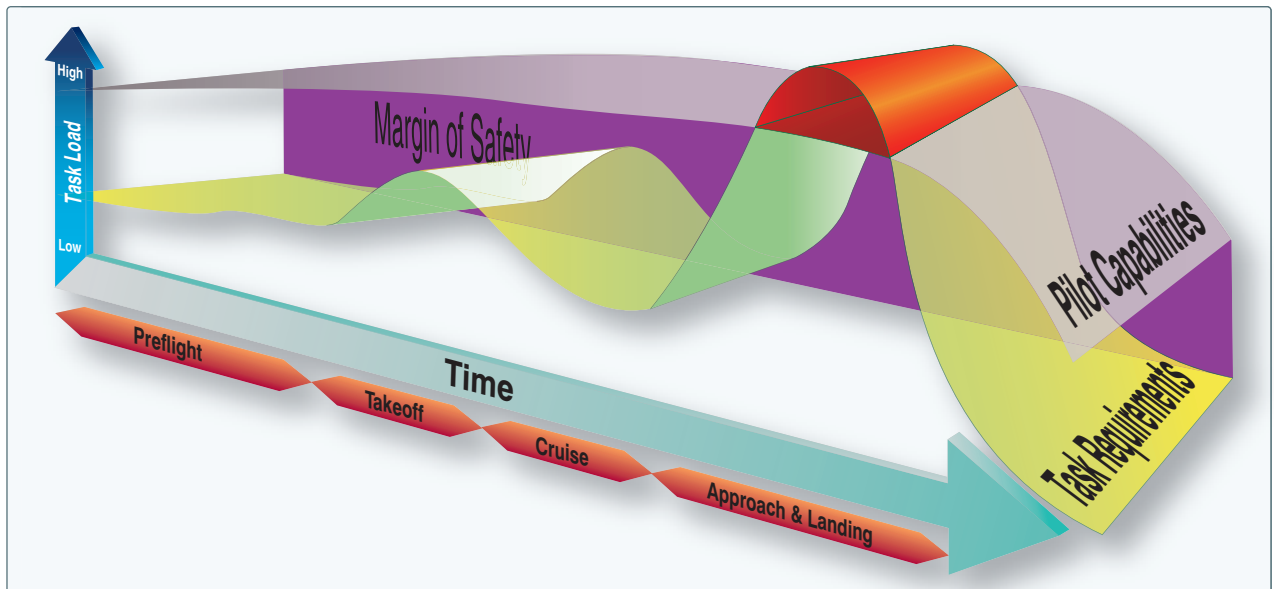 High
Task Load
Low
Margin of Safety
Pilot Capabilities
Task Requirements
Time
Preflight
Takeoff
Cruise
Approach & Landing